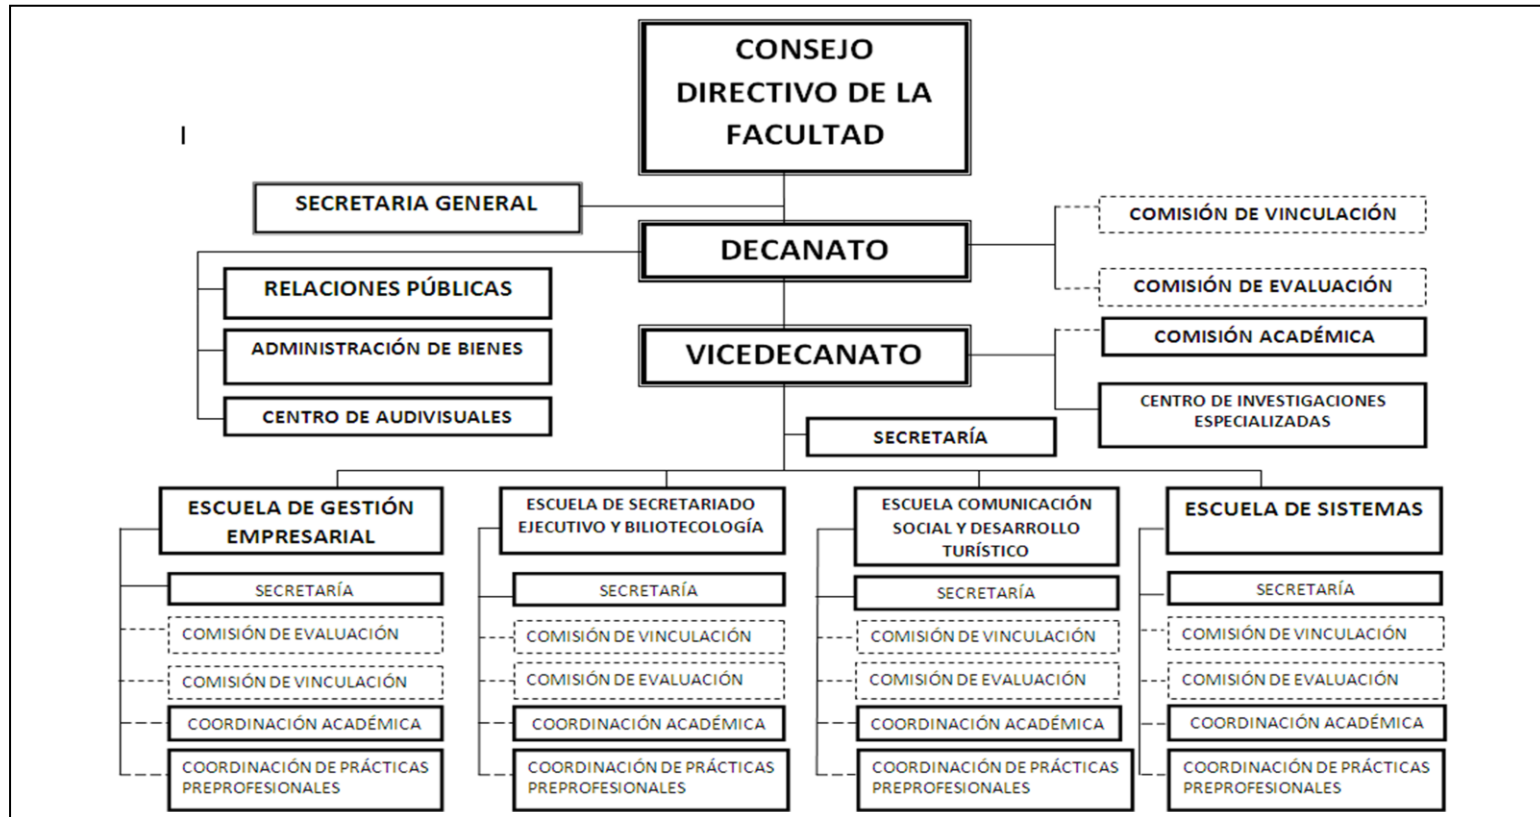 CONSEJO
DIRECTIVO DE LA
FACULTAD
I
SECRETARIA GENERAL
COMISIÓN DE VINCULACIÓN
DECANATO
RELACIONES PÚBLICAS
COMISIÓN DE EVALUACIÓN
ADMINISTRACIÓN DE BIENES
VICEDECANATO
COMISIÓN ACADÉMICA
CENTRO DE AUDIVISUALES
CENTRO DE INVESTIGACIONES
ESPECIALIZADAS
SECRETARÍA
ESCUELA DE GESTIÓN
EMPRESARIAL
SECRETARÍA
COMISIÓN DE EVALUACIÓN
COMISIÓN DE VINCULACIÓN
COORDINACIÓN ACADÉMICA
COORDINACIÓN DE PRÁCTICAS
PREPROFESIONALES
ESCUELA DE SECRETARIADO
EJECUTIVO Y BILIOTECOLOGÍA
SECRETARÍA
COMISIÓN DE VINCULACIÓN
COMISIÓN DE EVALUACIÓN
COORDINACIÓN ACADÉMICA
COORDINACIÓN DE PRÁCTICAS
PREPROFESIONALES
ESCUELA COMUNICACIÓN
SOCIAL Y DESARROLLO
TURÍSTICO
SECRETARÍA
COMISIÓN DE VINCULACIÓN
COMISIÓN DE EVALUACIÓN
COORDINACIÓN ACADÉMICA
COORDINACIÓN DE PRÁCTICAS
PREPROFESIONALES
ESCUELA DE SISTEMAS
SECRETARÍA
COMISIÓN DE VINCULACIÓN
COMISIÓN DE EVALUACIÓN
COORDINACIÓN ACADÉMICA
COORDINACIÓN DE PRÁCTICAS
PREPROFESIONALES